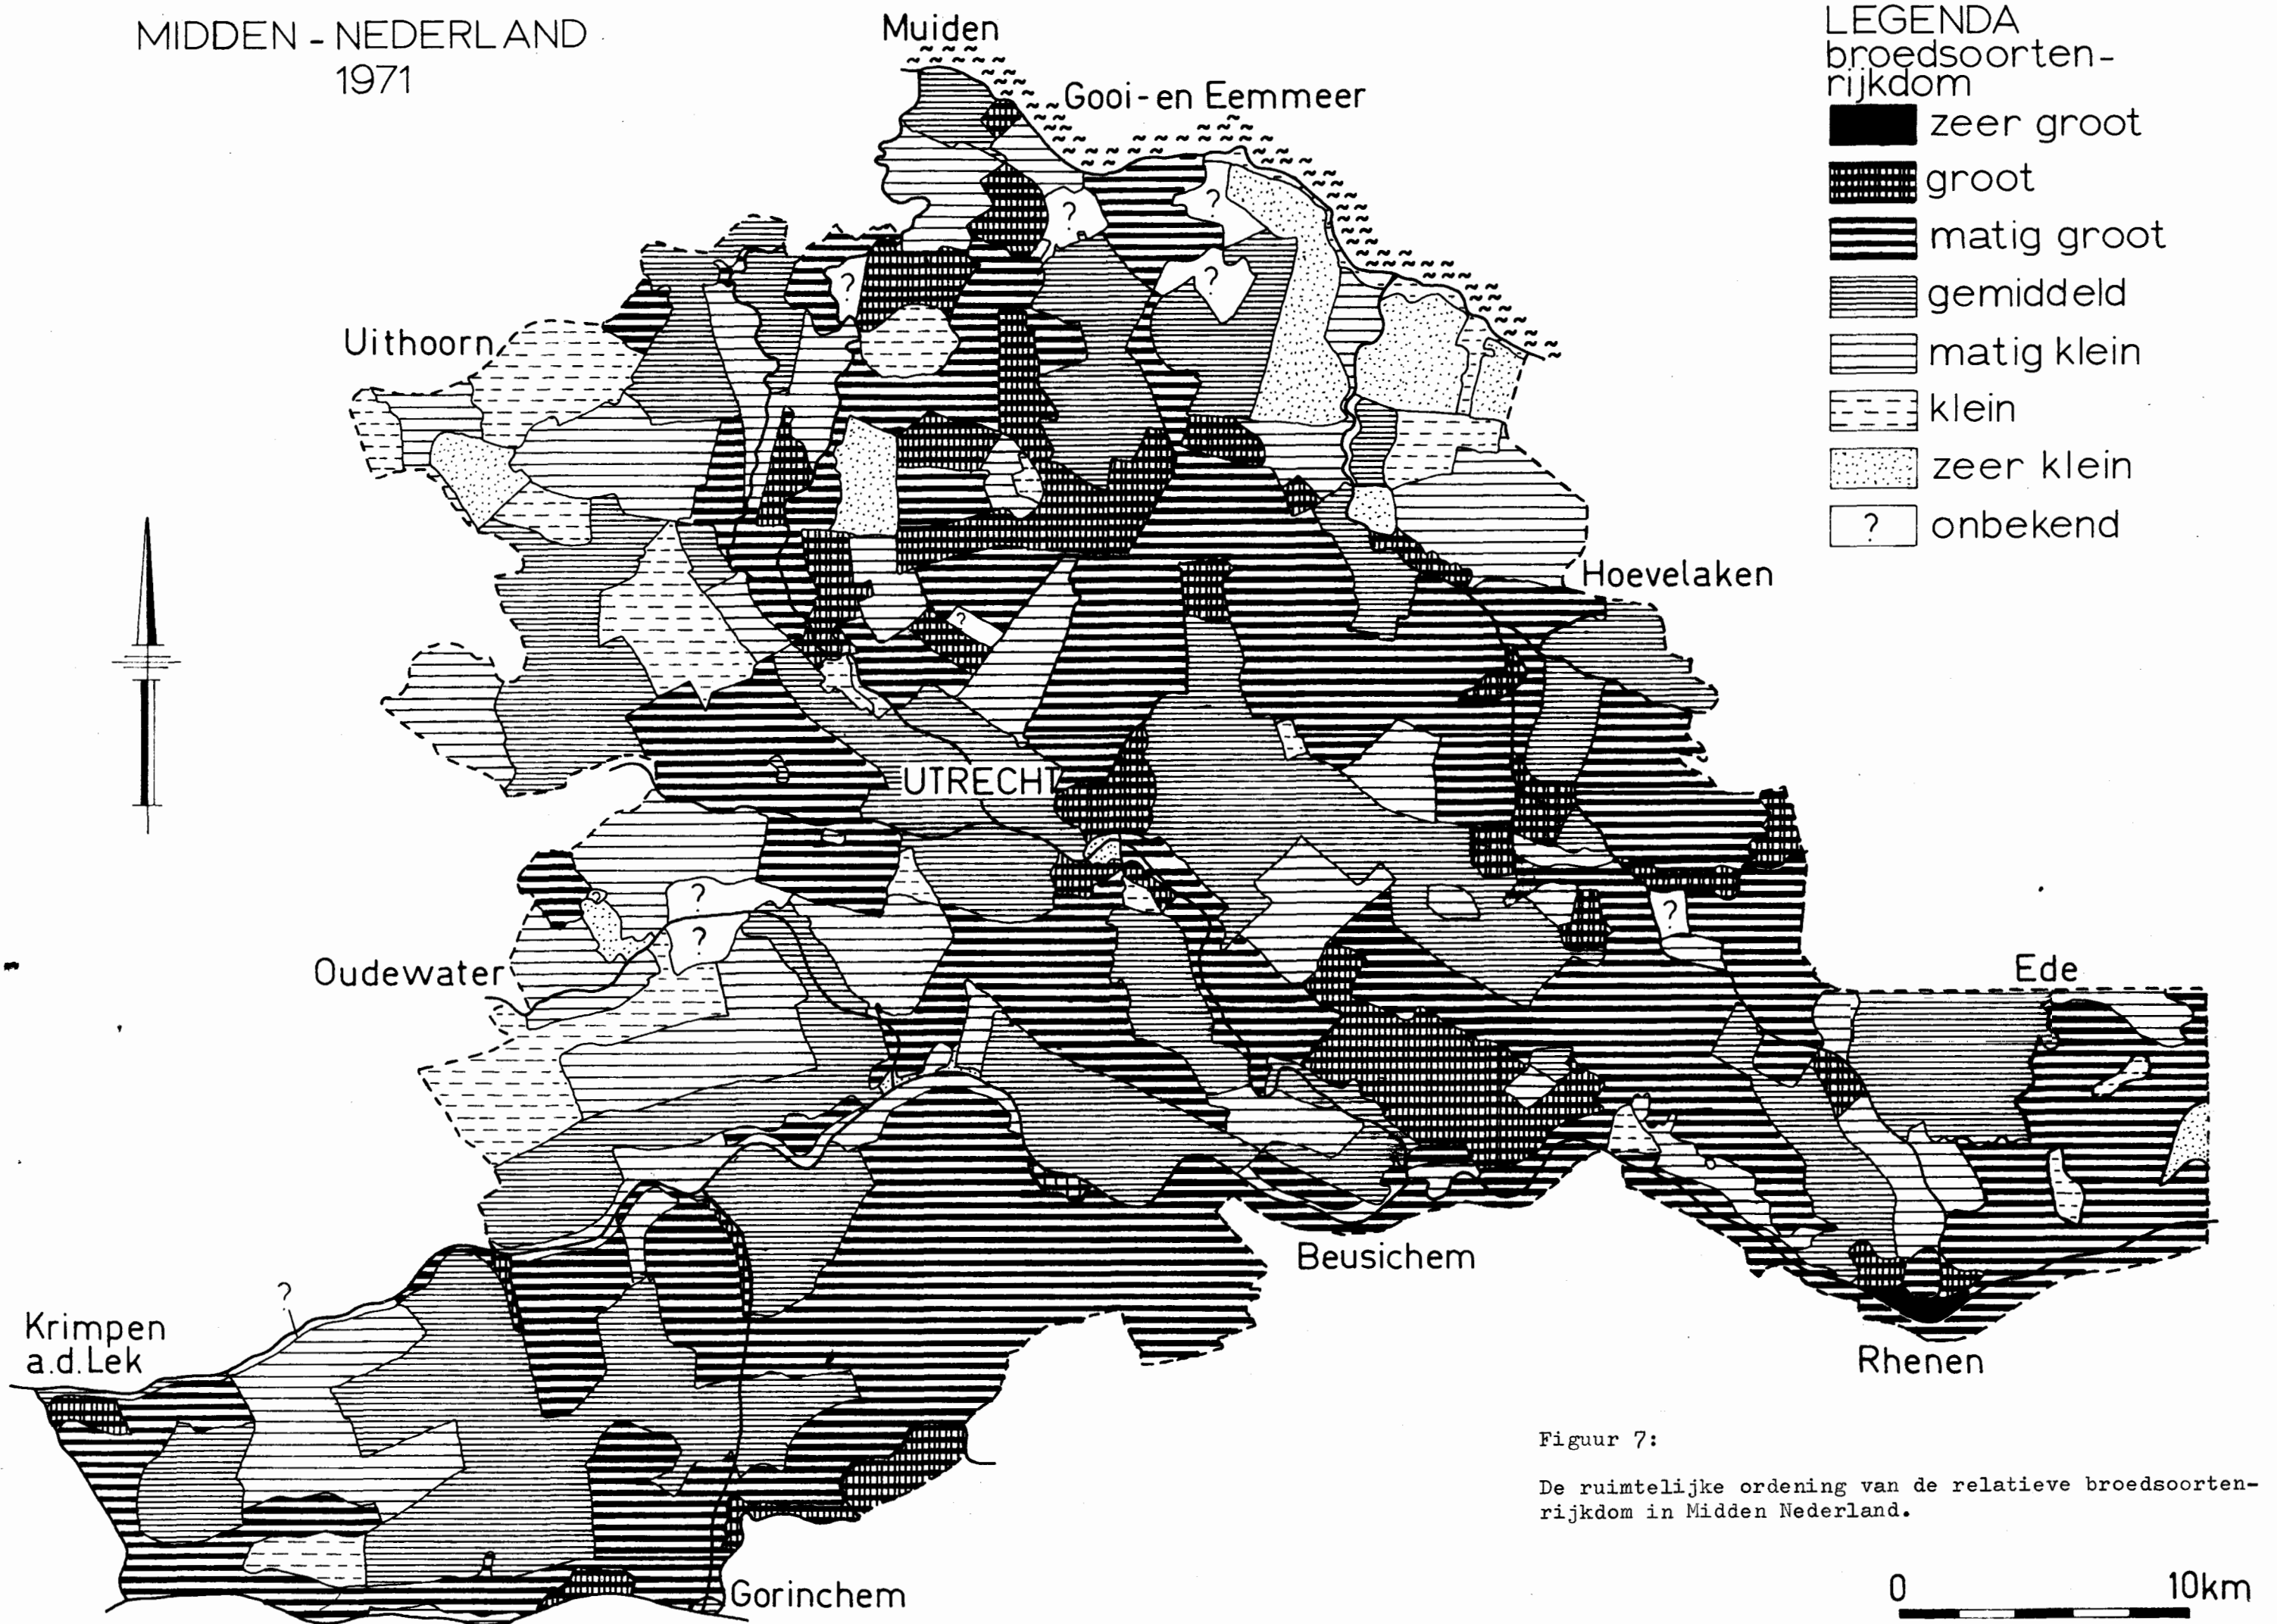 MIDDEN - NEDERLAND
1971
Muiden
Gooi-en Eemmeer
LEGENDA
broedsoorten-
rijkdom
zeer groot
groot
matig groot
gemiddeld
matig klein
klein
zeer klein
? onbekend
?
?
?
?
Uithoorn
Hoevelaken
?
UTRECHT
?
?
?
?
Oudewater
Ede
Beusichem
?
Krimpen
a.d.Lek
Rhenen
Figuur 7:
De ruimtelijke ordening van de relatieve broedsoorten-
rijkdom in Midden Nederland.
Gorinchem
0 10km